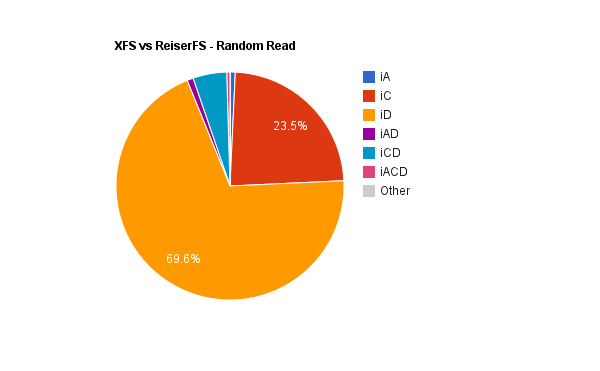 XFS vs ReiserFS - Random Read
iA
iC
iD
iAD
iCD
iACD
Other
23.5%
69.6%